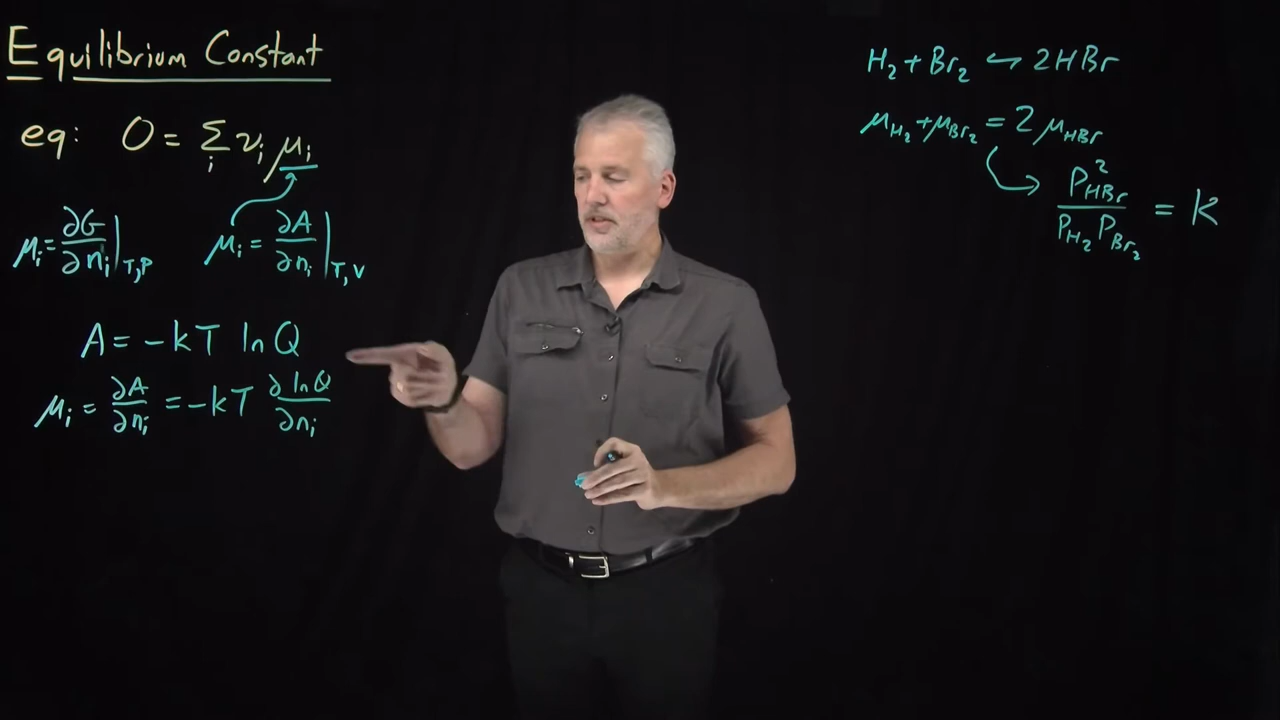 Equilibrium Constant
eq: 0 = Σ_i ν_i μ_i
μ_i = ∂G/∂n_i |_T,P   μ_i = ∂A/∂n_i |_T,V
A = -kT ln Q
μ_i = ∂A/∂n_i = -kT ∂ ln Q/∂n_i
H₂ + Br₂ ⇌ 2HBr
μ_H₂ + μ_Br₂ = 2 μ_HBr
P²_HBr / P_H₂ P_Br₂ = K